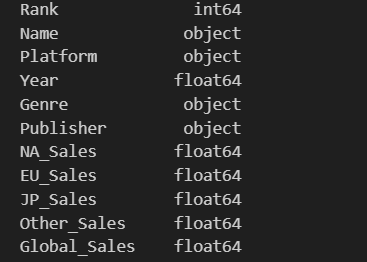 Rank int64
Name object
Platform object
Year float64
Genre object
Publisher object
NA_Sales float64
EU_Sales float64
JP_Sales float64
Other_Sales float64
Global_Sales float64